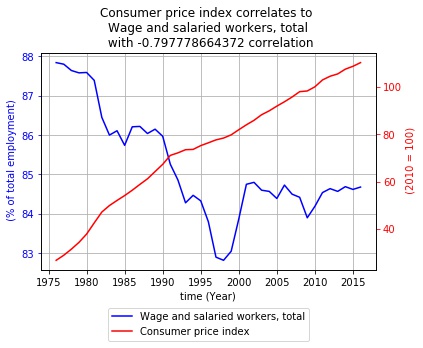 Consumer price index correlates to
Wage and salaried workers, total
with -0.797778664372 correlation
88
87
86
85
84
83
(% of total employment)
100
80
60
40
(2010 = 100)
1975 1980 1985 1990 1995 2000 2005 2010 2015
time (Year)
Wage and salaried workers, total
Consumer price index